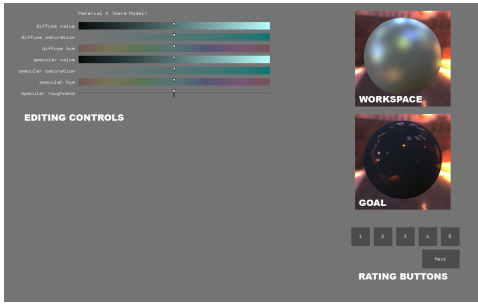 Material 0 (Ward Model)
diffuse value
diffuse saturation
diffuse hue
specular value
specular saturation
specular hue
specular roughness
EDITING CONTROLS
WORKSPACE
GOAL
1 2 3 4 5
Next
RATING BUTTONS